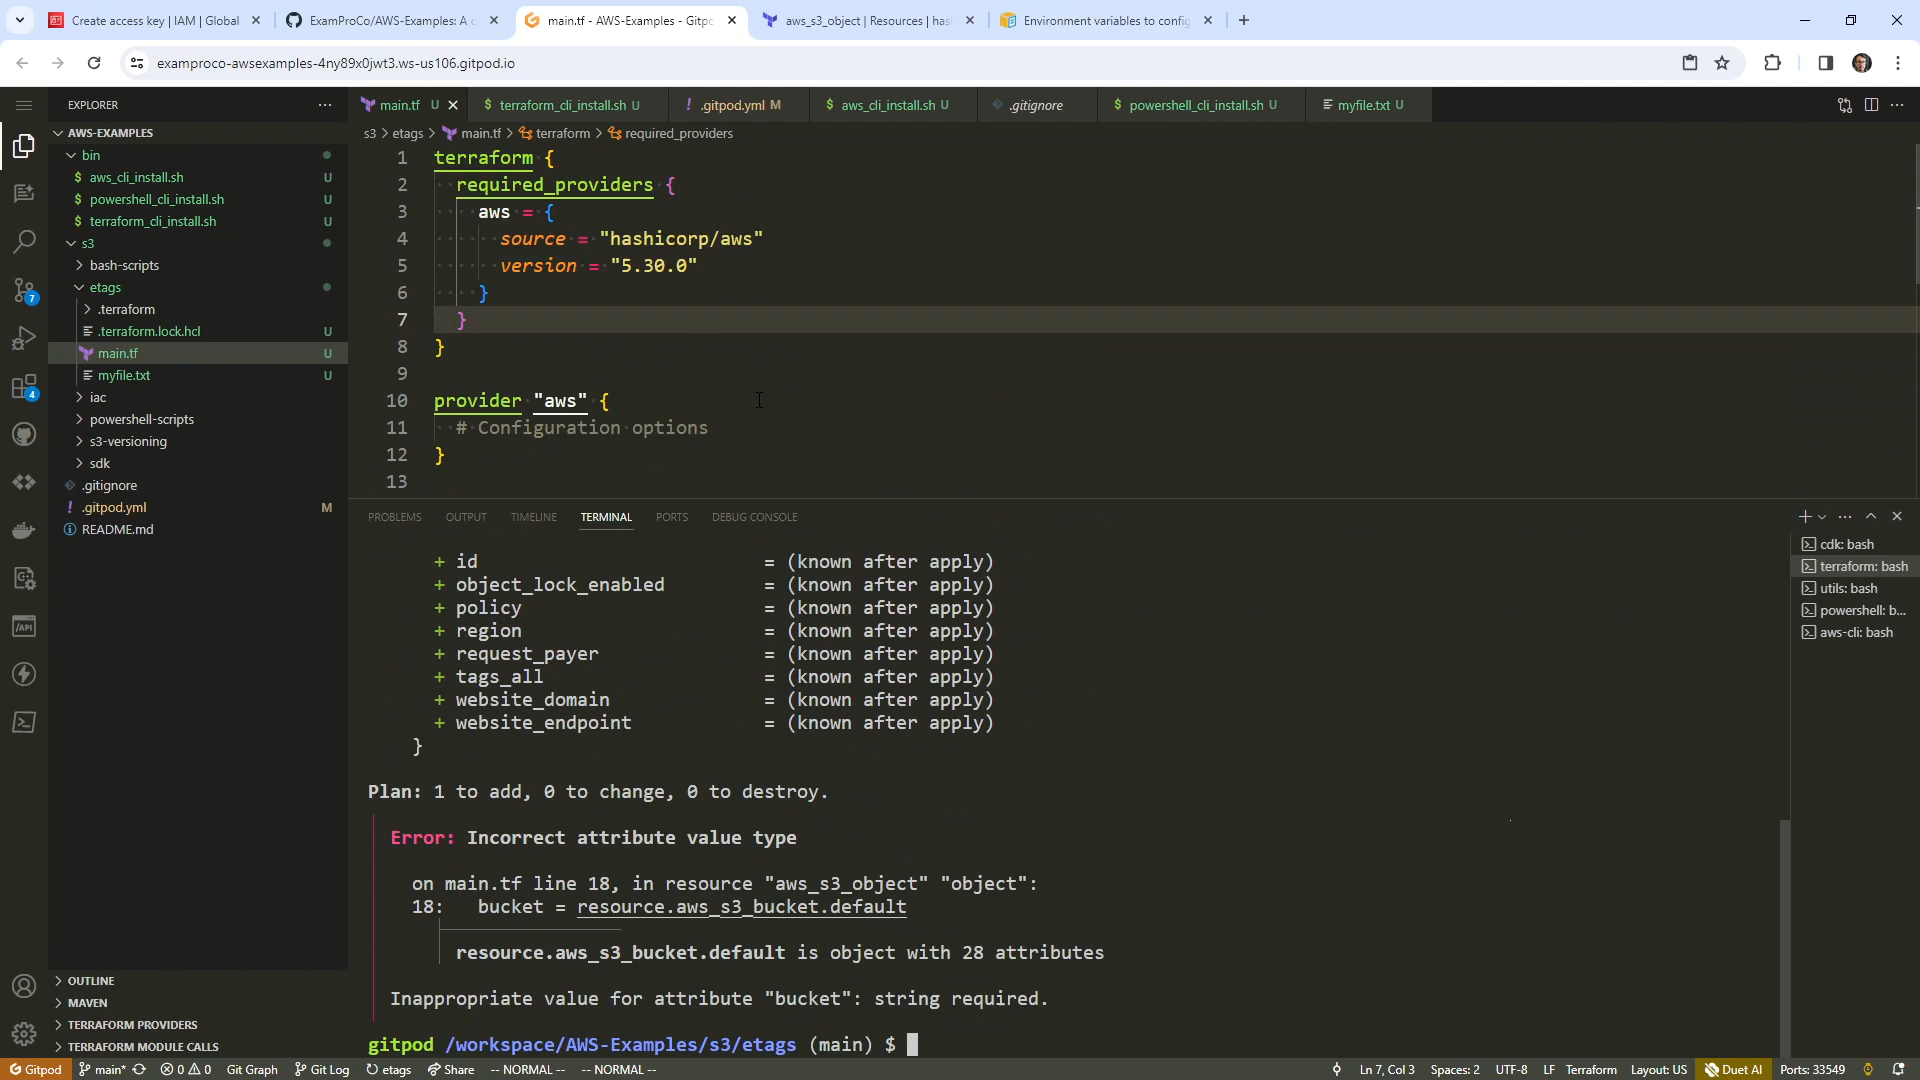 Create access key | IAM | Global
ExamProCo/AWS-Examples: A c
main.tf - AWS-Examples - Gitpo
aws_s3_object | Resources | has
Environment variables to config
examproco-awsexamples-4ny89x0jwt3.ws-us106.gitpod.io
EXPLORER
main.tf U
$ terraform_cli_install.sh U
! .gitpod.yml M
$ aws_cli_install.sh U
.gitignore
$ powershell_cli_install.sh U
myfile.txt U
AWS-EXAMPLES
bin
$ aws_cli_install.sh U
$ powershell_cli_install.sh U
$ terraform_cli_install.sh U
s3
bash-scripts
etags
.terraform
.terraform.lock.hcl U
main.tf U
myfile.txt U
iac
powershell-scripts
s3-versioning
sdk
.gitignore
! .gitpod.yml M
README.md
OUTLINE
MAVEN
TERRAFORM PROVIDERS
TERRAFORM MODULE CALLS
7
4
s3 > etags > main.tf > terraform > required_providers
1 terraform {
2 required_providers {
3 aws = {
4 source = "hashicorp/aws"
5 version = "5.30.0"
6 }
7 }
8 }
9
10 provider "aws" {
11 # Configuration options
12 }
13
PROBLEMS OUTPUT TIMELINE TERMINAL PORTS DEBUG CONSOLE
+ id = (known after apply)
+ object_lock_enabled = (known after apply)
+ policy = (known after apply)
+ region = (known after apply)
+ request_payer = (known after apply)
+ tags_all = (known after apply)
+ website_domain = (known after apply)
+ website_endpoint = (known after apply)
}
Plan: 1 to add, 0 to change, 0 to destroy.
Error: Incorrect attribute value type
on main.tf line 18, in resource "aws_s3_object" "object":
18: bucket = resource.aws_s3_bucket.default
resource.aws_s3_bucket.default is object with 28 attributes
Inappropriate value for attribute "bucket": string required.
gitpod /workspace/AWS-Examples/s3/etags (main) $
cdk: bash
terraform: bash
utils: bash
powershell: b...
aws-cli: bash
Gitpod main* 0 0 Git Graph Git Log etags Share -- NORMAL -- -- NORMAL -- Ln 7, Col 3 Spaces: 2 UTF-8 LF Terraform Layout: US Duet AI Ports: 33549